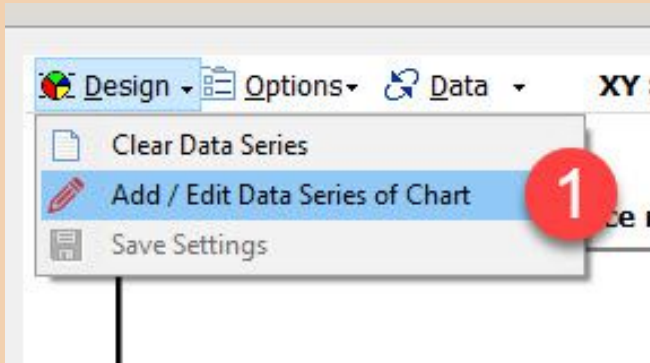 Design Options Data XY
Clear Data Series
Add / Edit Data Series of Chart
1
Save Settings